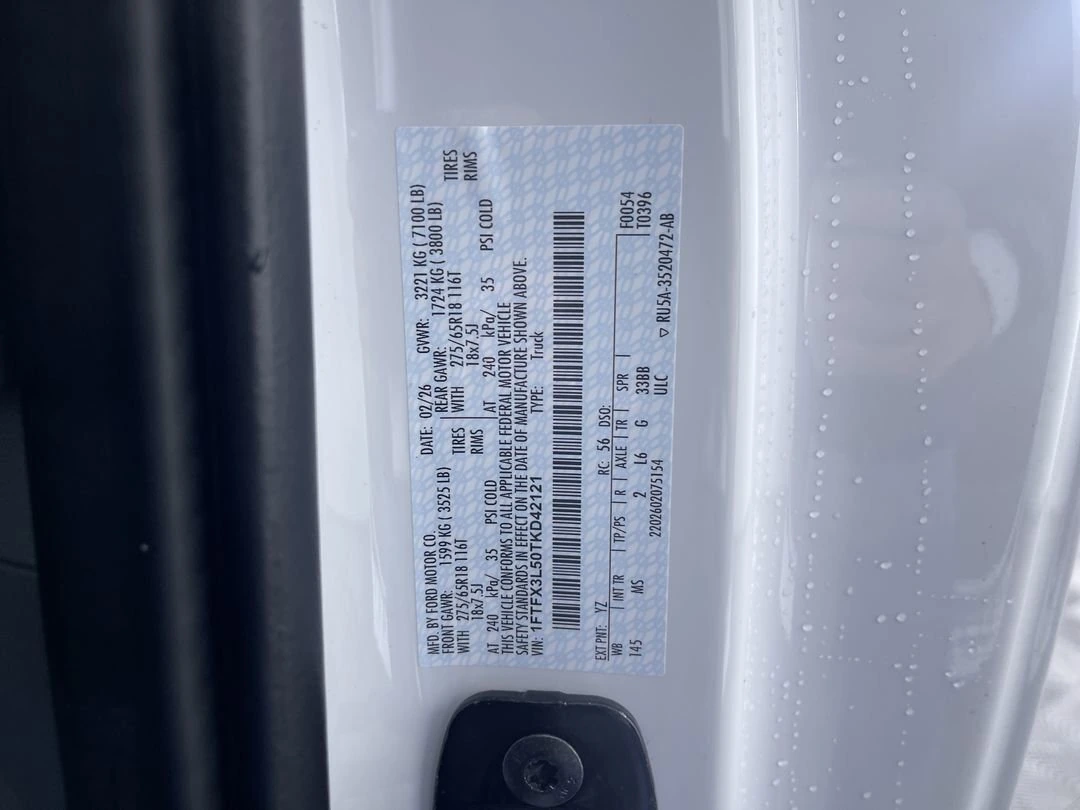 MFD. BY FORD MOTOR CO.
DATE: 02/26 GVWR: 3221 KG ( 7100 LB)
FRONT GAWR: 1599 KG ( 3525 LB)
REAR GAWR: 1724 KG ( 3800 LB)
WITH 275/65R18 116T TIRES
WITH 275/65R18 116T TIRES
18x7.5J RIMS
18x7.5J RIMS
AT 240 kPa/ 35 PSI COLD
AT 240 kPa/ 35 PSI COLD
THIS VEHICLE CONFORMS TO ALL APPLICABLE FEDERAL MOTOR VEHICLE
SAFETY STANDARDS IN EFFECT ON THE DATE OF MANUFACTURE SHOWN ABOVE.
VIN: 1FTFX3L50TKD42121 TYPE: Truck
EXT PNT: YZ RC: 56 DSO: F0054
WB INT TR TP/PS R AXLE TR SPR T0396
145 MS 2 L6 G 33BB
220260207515​4 ULC ▽ RU5A-3520472-AB